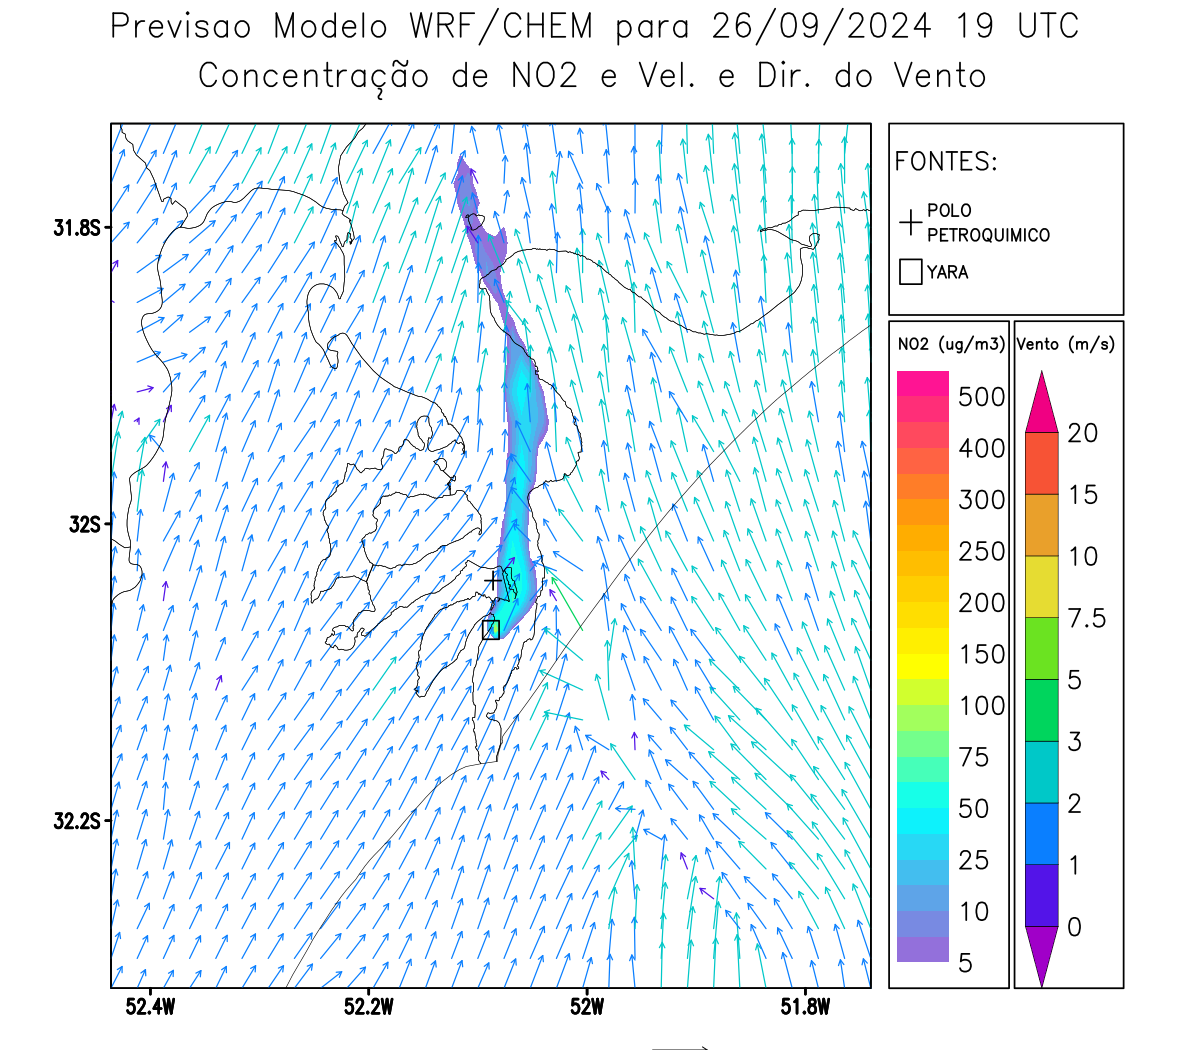 Previsao Modelo WRF/CHEM para 26/09/2024 19 UTC
Concentração de NO2 e Vel. e Dir. do Vento
FONTES:
POLO
PETROQUIMICO
YARA
NO2 (ug/m3)
500
400
300
250
200
150
100
75
50
25
10
5
Vento (m/s)
20
15
10
7.5
5
3
2
1
0
31.8S
32S
32.2S
52.4W
52.2W
52W
51.8W